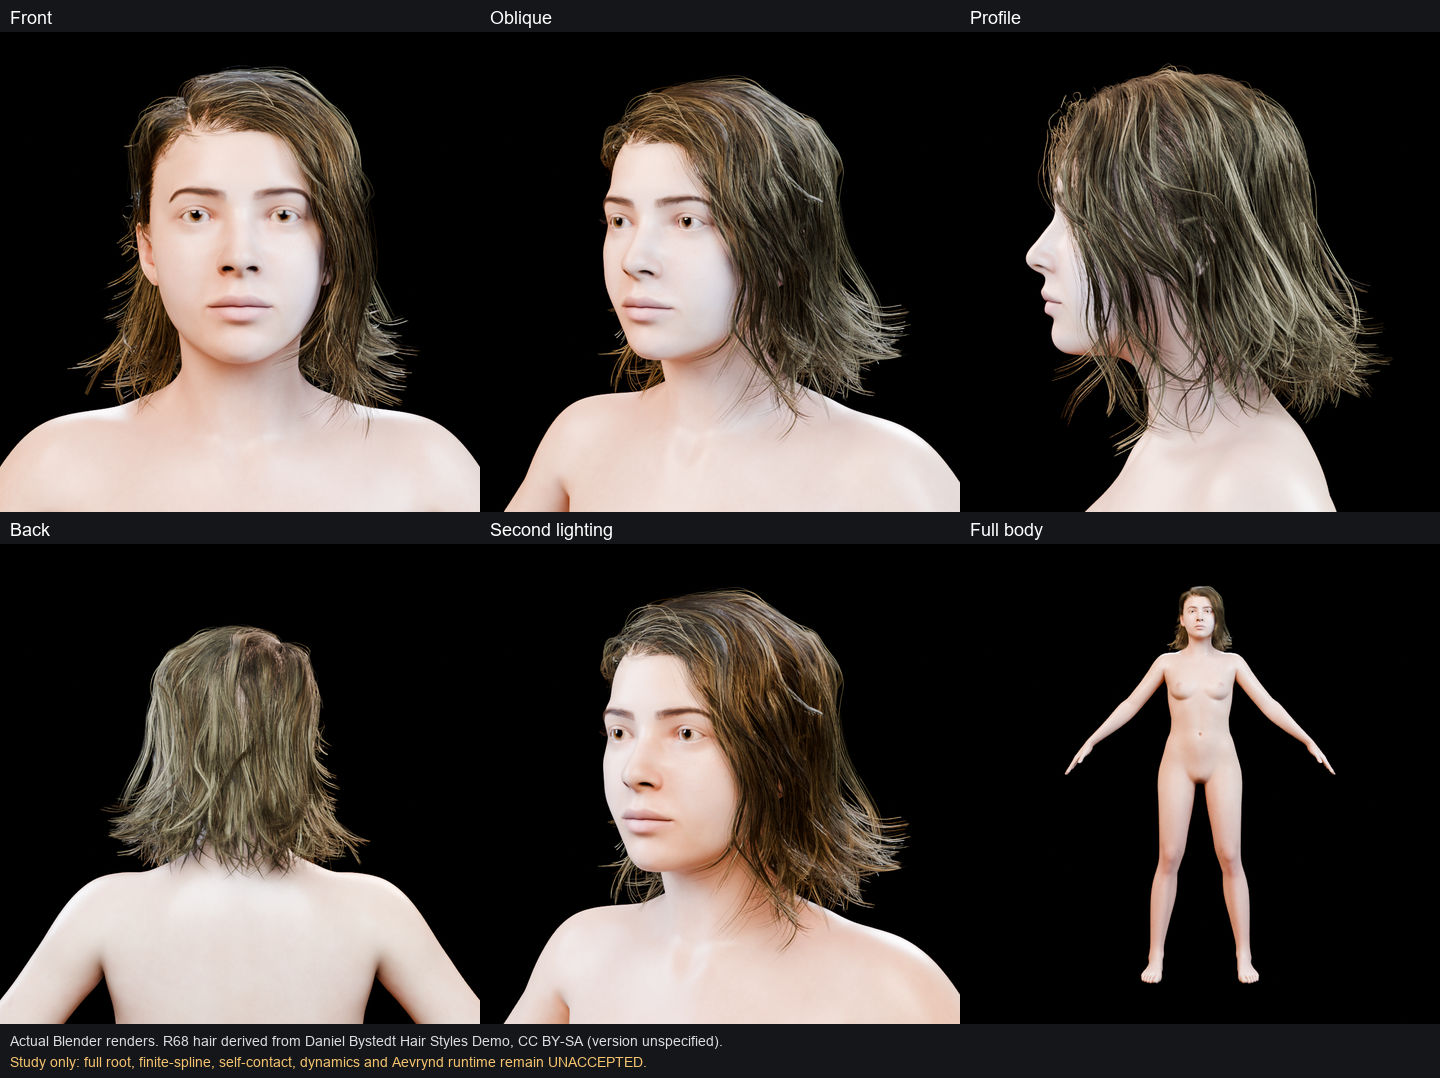 Front
Oblique
Profile
Back
Second lighting
Full body
Actual Blender renders. R68 hair derived from Daniel Bystedt Hair Styles Demo, CC BY-SA (version unspecified).
Study only: full root, finite-spline, self-contact, dynamics and Aevrynd runtime remain UNACCEPTED.